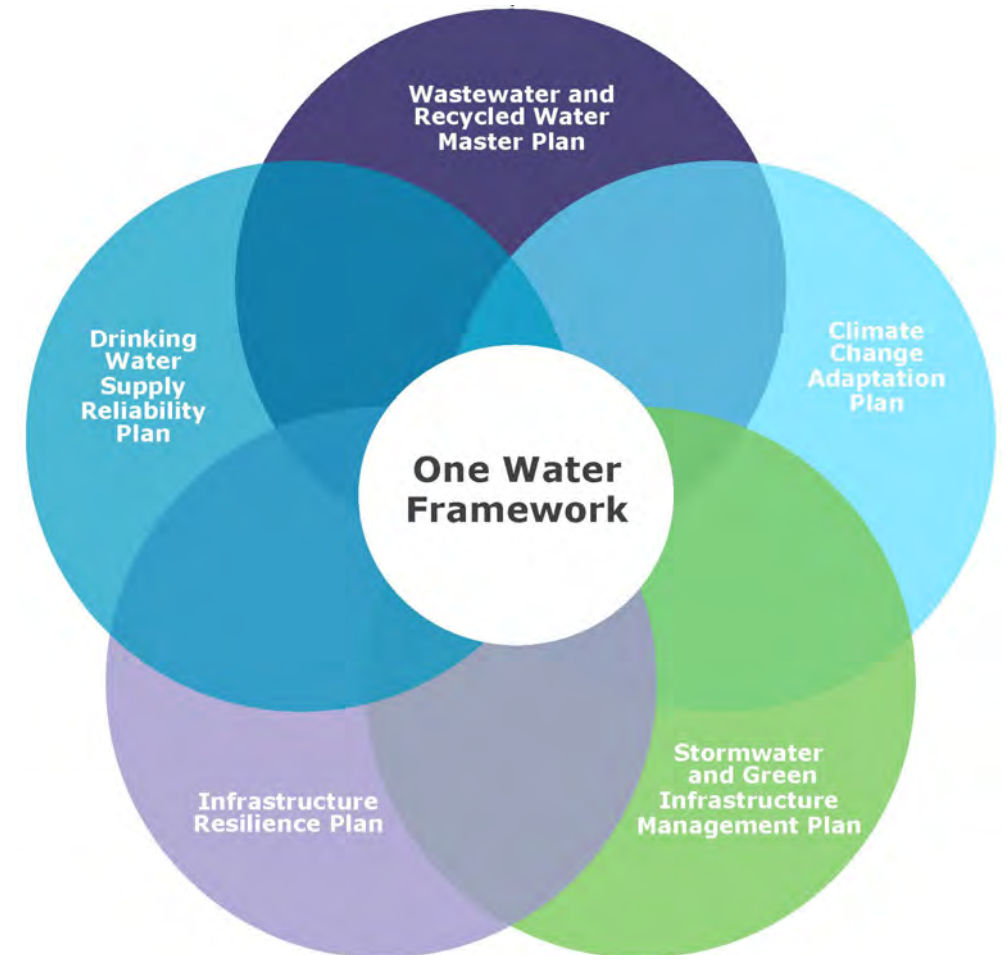 Wastewater and
Recycled Water
Master Plan
Drinking
Water
Supply
Reliability
Plan
Climate
Change
Adaptation
Plan
One Water
Framework
Infrastructure
Resilience Plan
Stormwater
and Green
Infrastructure
Management Plan